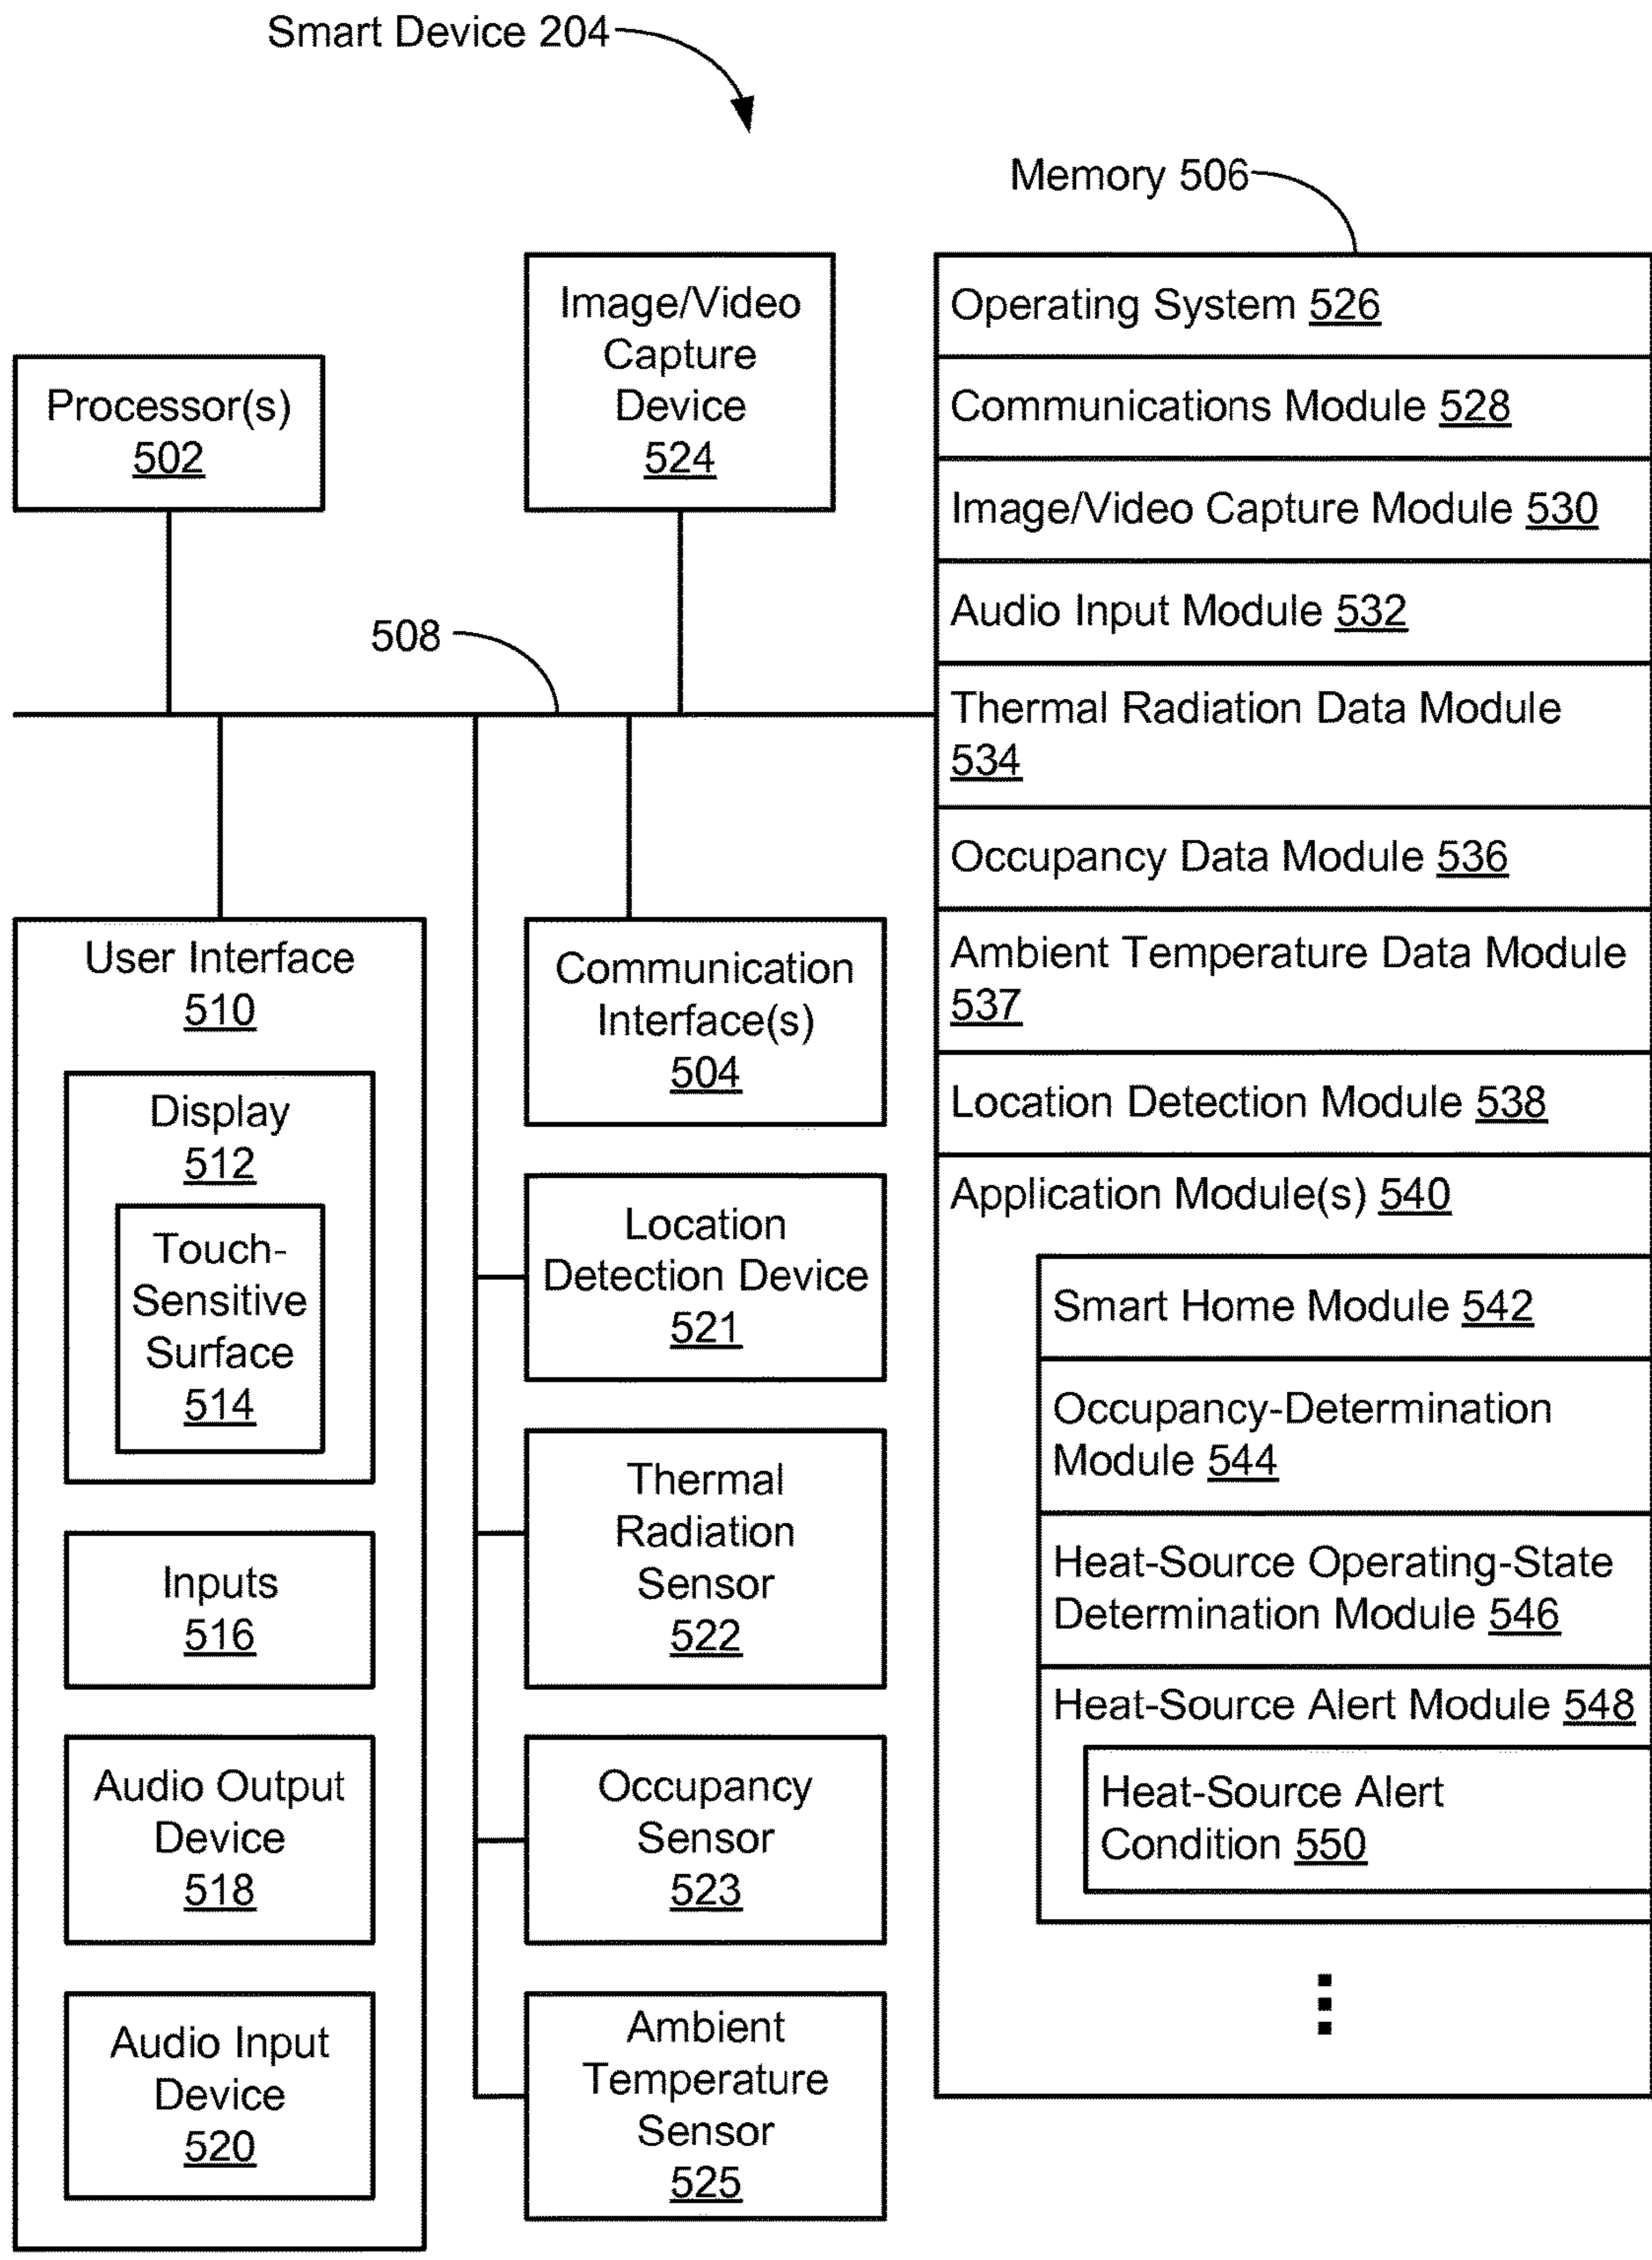 Smart Device 204
Memory 506
Processor(s)
502
Image/Video
Capture
Device
524
508
User Interface
510
Display
512
Touch-
Sensitive
Surface
514
Inputs
516
Audio Output
Device
518
Audio Input
Device
520
Communication
Interface(s)
504
Location
Detection Device
521
Thermal
Radiation
Sensor
522
Occupancy
Sensor
523
Ambient
Temperature
Sensor
525
Operating System 526
Communications Module 528
Image/Video Capture Module 530
Audio Input Module 532
Thermal Radiation Data Module
534
Occupancy Data Module 536
Ambient Temperature Data Module
537
Location Detection Module 538
Application Module(s) 540
Smart Home Module 542
Occupancy-Determination
Module 544
Heat-Source Operating-State
Determination Module 546
Heat-Source Alert Module 548
Heat-Source Alert
Condition 550